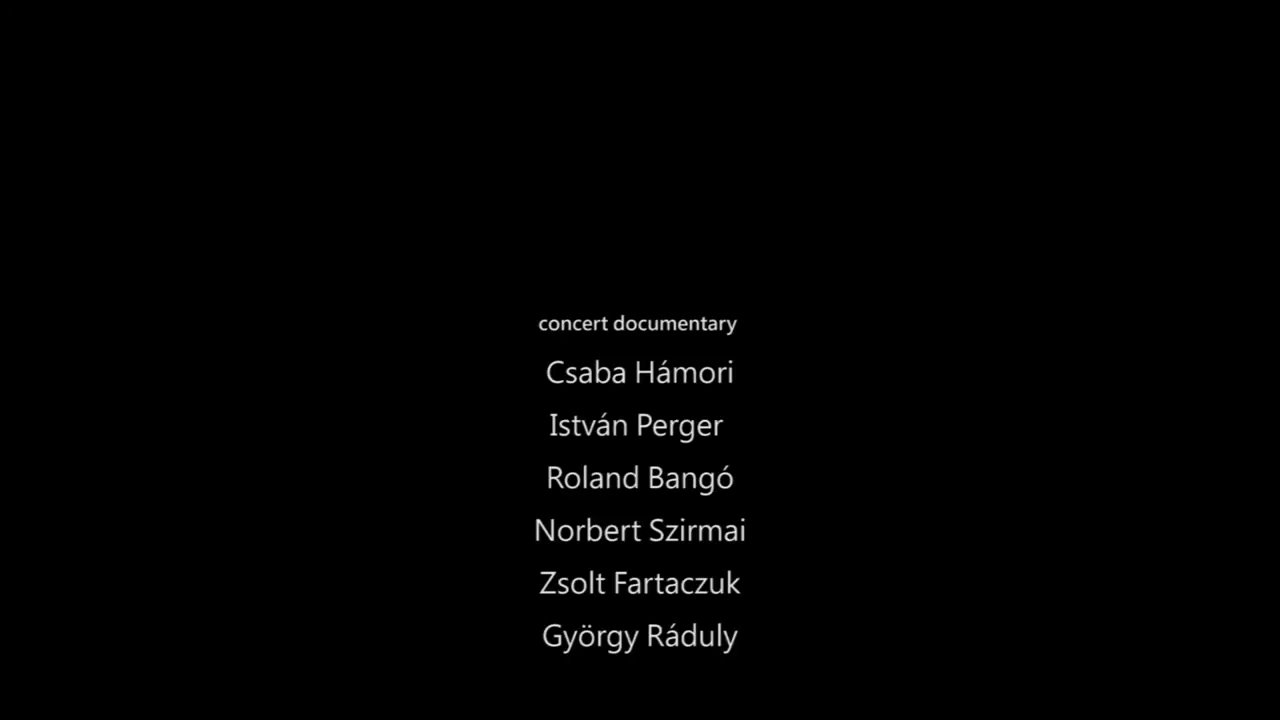 concert documentary
Csaba Hámori
István Perger
Roland Bangó
Norbert Szirmai
Zsolt Fartaczuk
György Ráduly